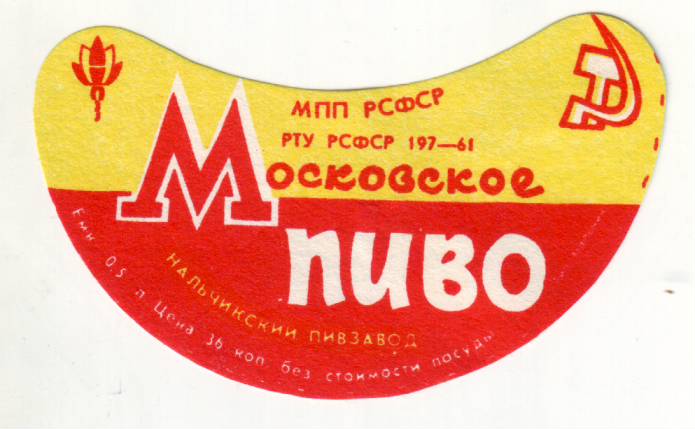 МПП РСФСР
РТУ РСФСР 197—61
Московское
пиво
НАЛЬЧИКСКИЙ ПИВЗАВОД
Емк. 0,5 л. Цена 36 коп. без стоимости посуды